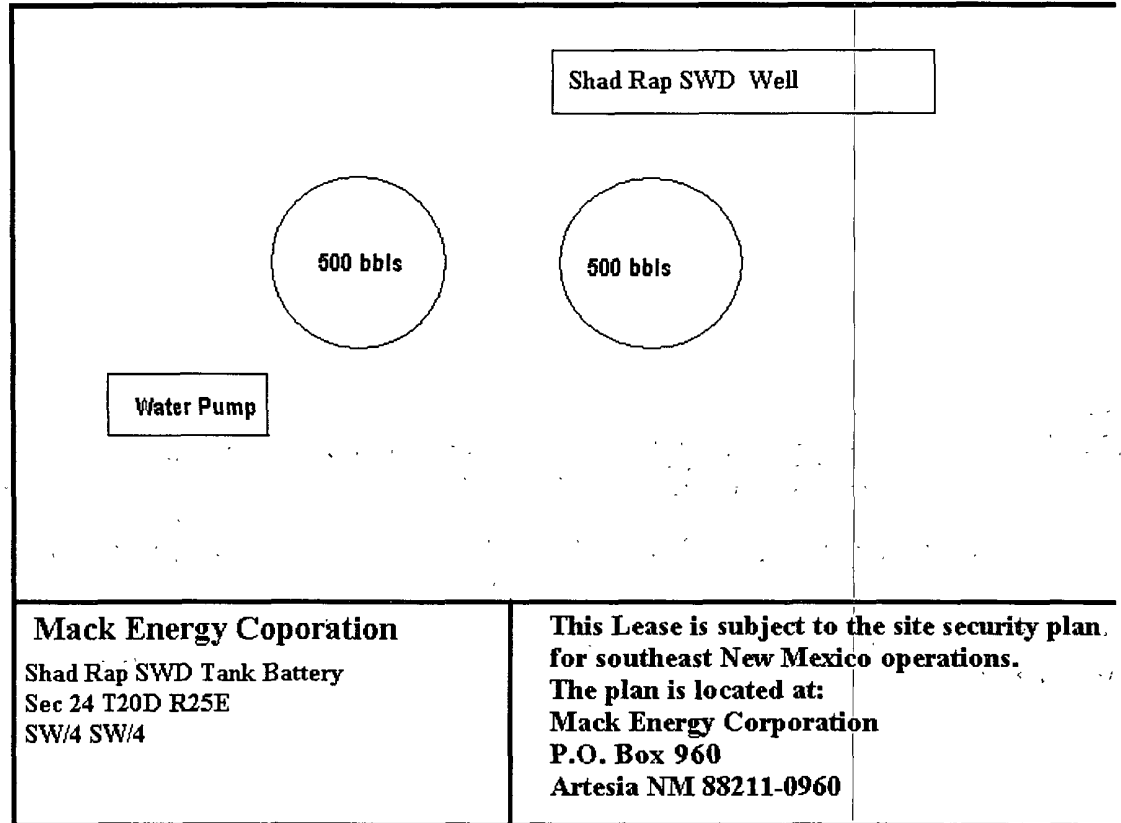 Shad Rap SWD Well
500 bbls
500 bbls
Water Pump
Mack Energy Coporation
Shad Rap SWD Tank Battery
Sec 24 T20D R25E
SW/4 SW/4
This Lease is subject to the site security plan
for southeast New Mexico operations.
The plan is located at:
Mack Energy Corporation
P.O. Box 960
Artesia NM 88211-0960